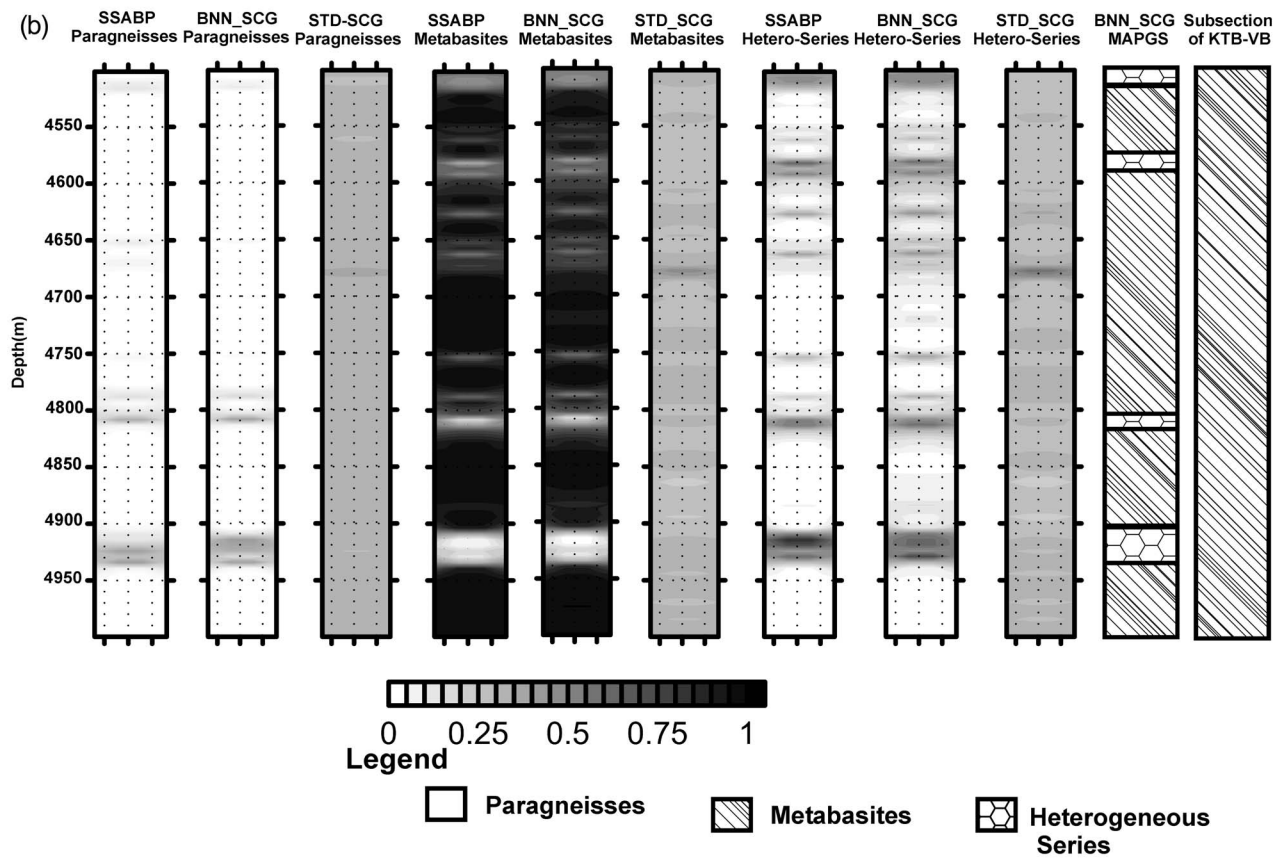 (b)
SSABP
Paragneisses
BNN_SCG
Paragneisses
STD-SCG
Paragneisses
SSABP
Metabasites
BNN_SCG
Metabasites
STD_SCG
Metabasites
SSABP
Hetero-Series
BNN_SCG
Hetero-Series
STD_SCG
Hetero-Series
BNN_SCG
MAPGS
Subsection
of KTB-VB
Depth(m)
4550
4600
4650
4700
4750
4800
4850
4900
4950
0 0.25 0.5 0.75 1
Legend
Paragneisses
Metabasites
Heterogeneous
Series